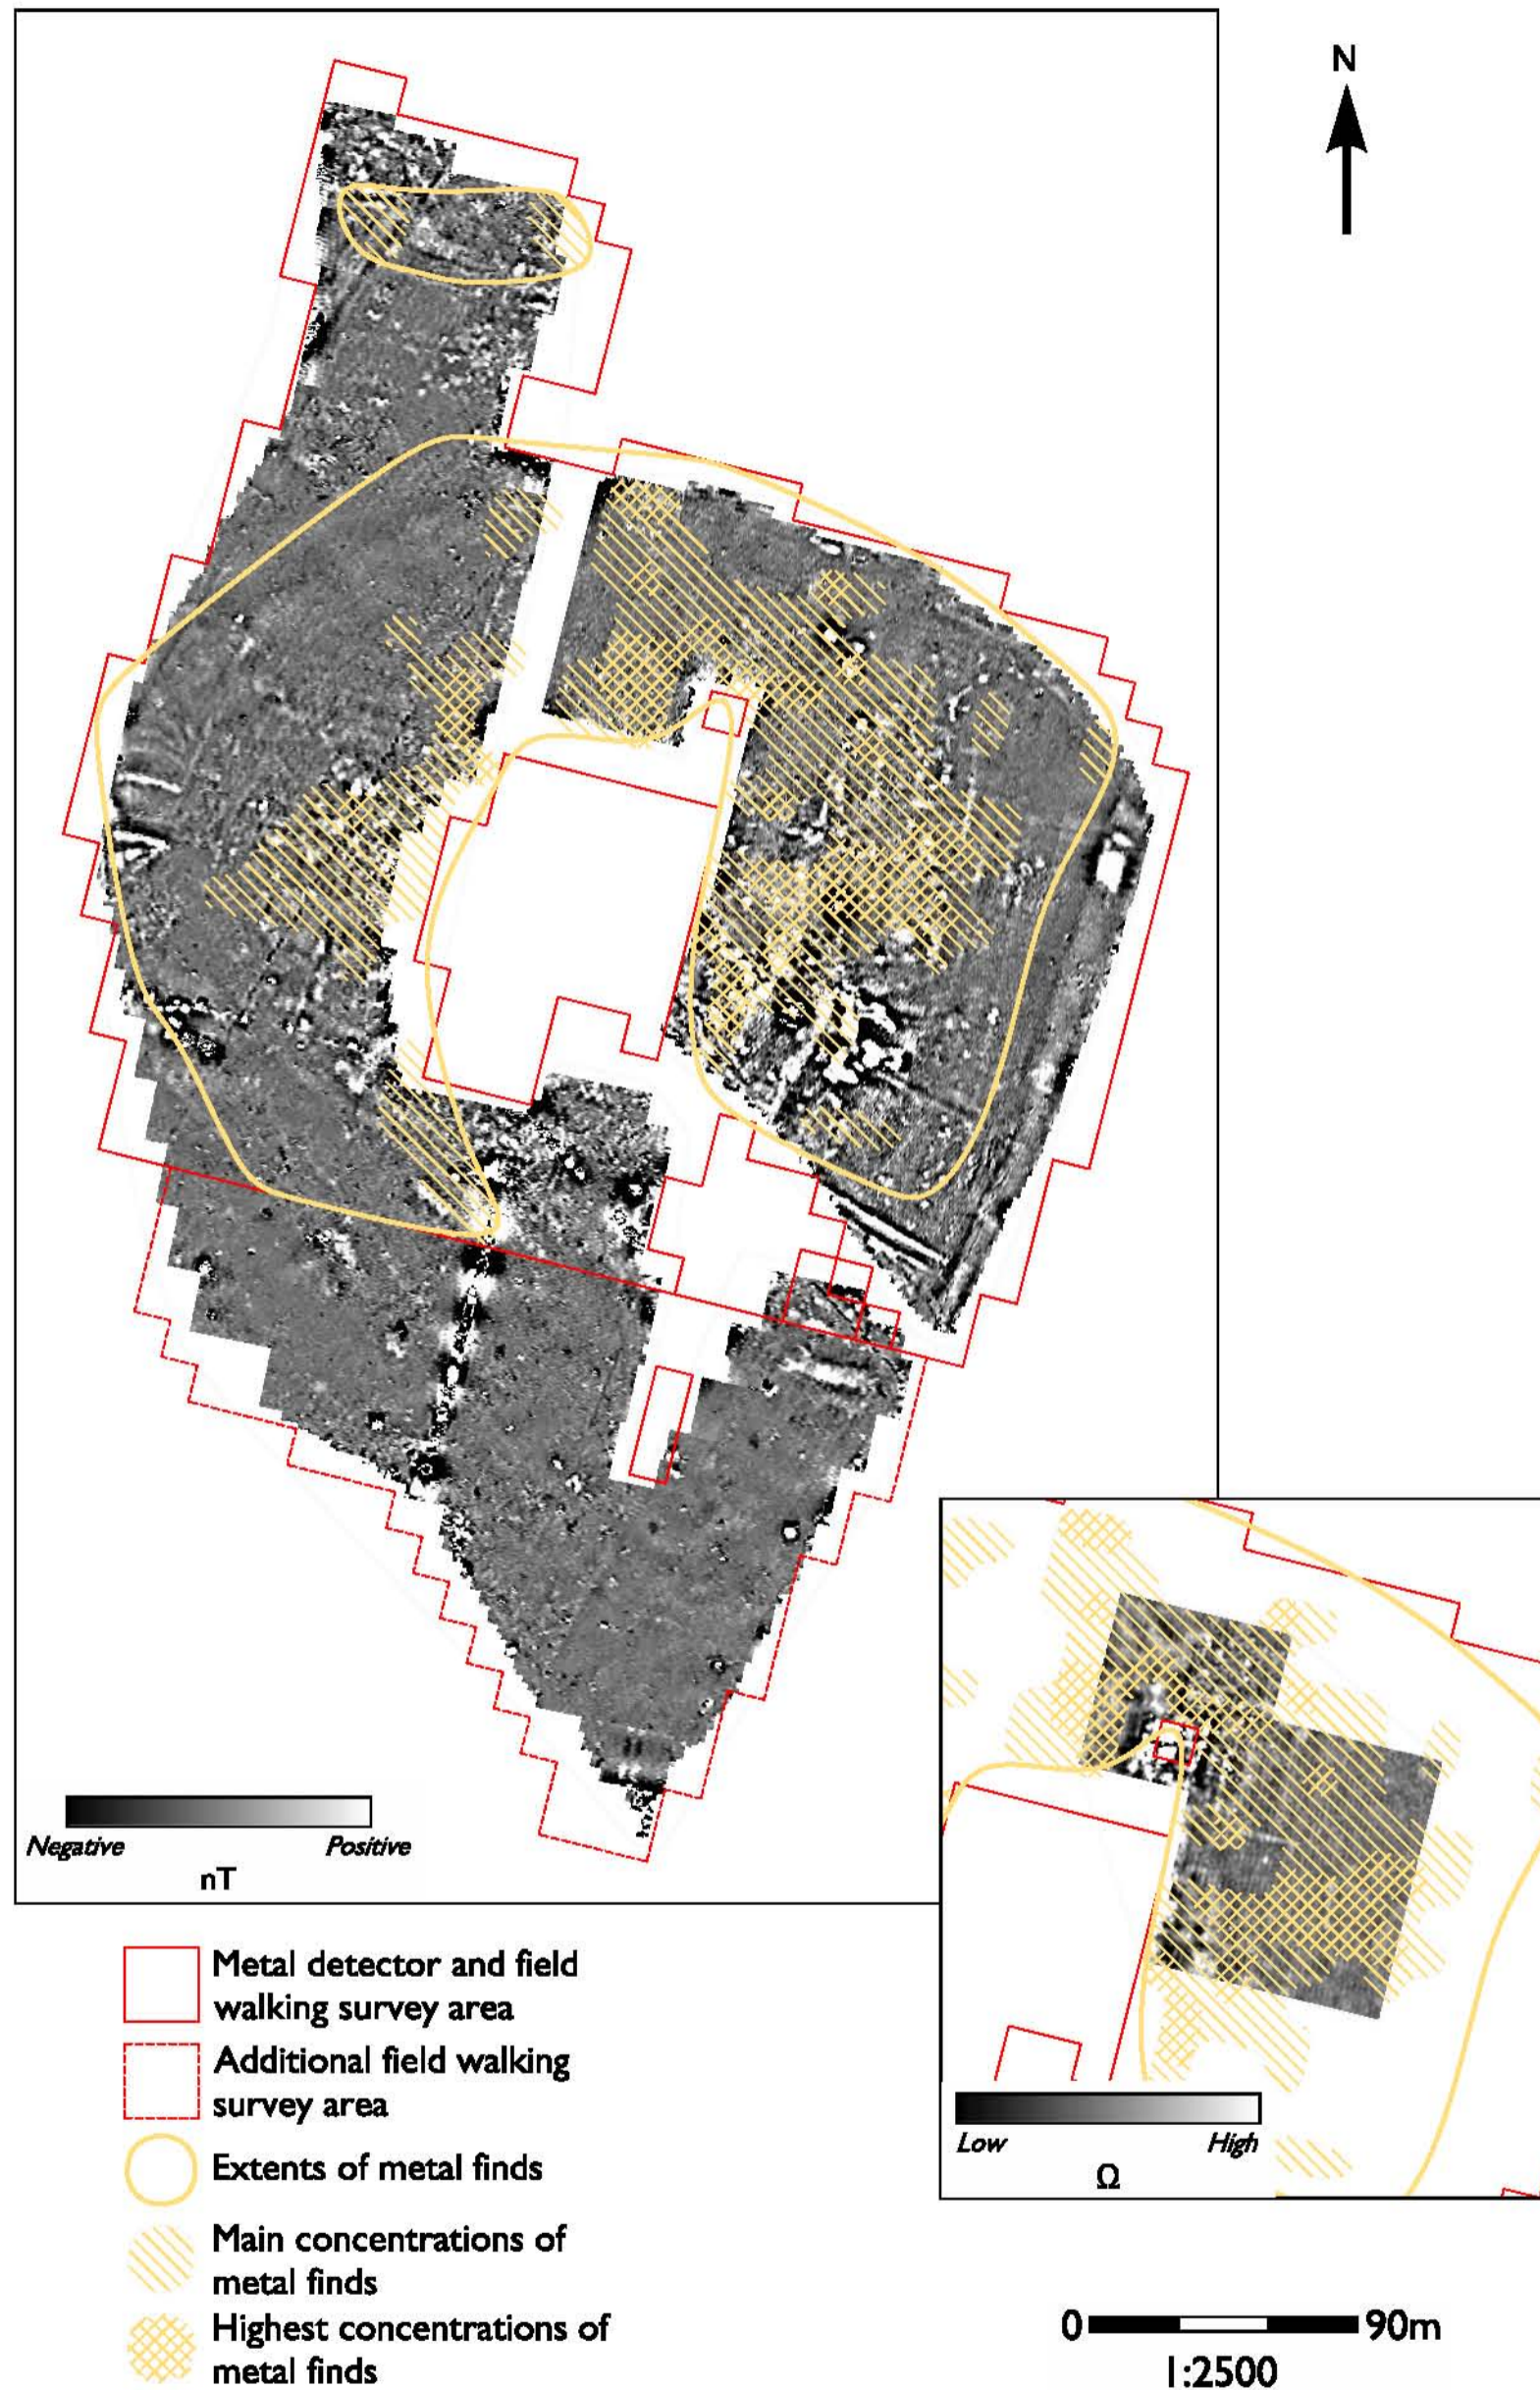 N
Negative
Positive
nT
Low
High
Ω
Metal detector and field
walking survey area
Additional field walking
survey area
Extents of metal finds
Main concentrations of
metal finds
Highest concentrations of
metal finds
0
90m
1:2500